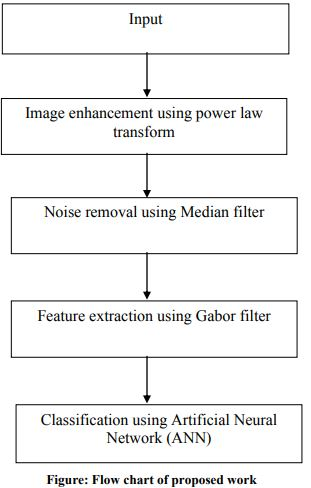 Input
Image enhancement using power law
transform
Noise removal using Median filter
Feature extraction using Gabor filter
Classification using Artificial Neural
Network (ANN)
Figure: Flow chart of proposed work